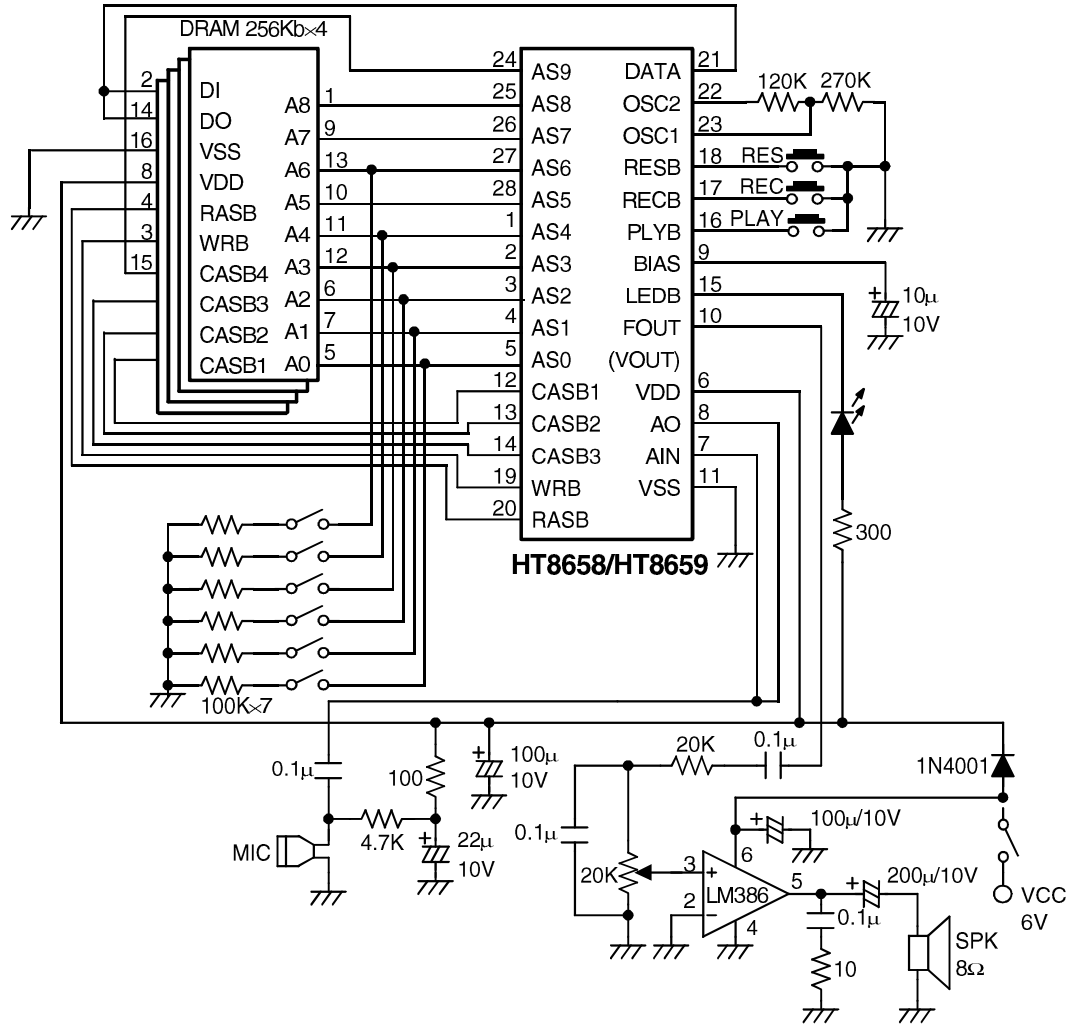 DRAM 256Kb×4
2 DI
14 DO
16 VSS
8 VDD
4 RASB
3 WRB
15 CASB4
CASB3
CASB2
CASB1
A8 1
A7 9
A6 13
A5 10
A4 11
A3 12
A2 6
A1 7
A0 5
24 AS9
25 AS8
26 AS7
27 AS6
28 AS5
1 AS4
2 AS3
3 AS2
4 AS1
5 AS0
12 CASB1
13 CASB2
14 CASB3
19 WRB
20 RASB
DATA 21
OSC2 22
OSC1 23
RESB 18
RECB 17
PLYB 16
BIAS 9
LEDB 15
FOUT 10
(VOUT)
VDD 6
AO 8
AIN 7
VSS 11
HT8658/HT8659
120K 270K
RES
REC
PLAY
10µ
10V
300
100K×7
0.1µ
MIC
4.7K
100
22µ
10V
100µ
10V
0.1µ
20K
20K
0.1µ
1N4001
100µ/10V
6
3 +
2 −
LM386
5
4
200µ/10V
0.1µ
10
SPK
8Ω
VCC
6V